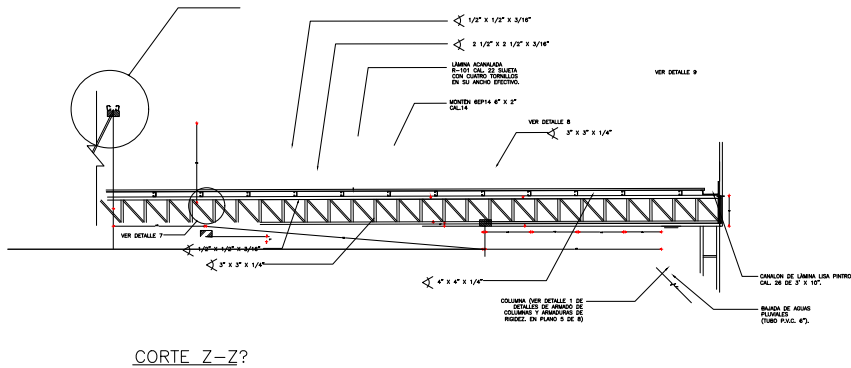 1/2" X 1/2" X 3/16"
2 1/2" X 2 1/2" X 3/16"
LÁMINA ACANALADA
R-101 CAL. 22 SUJETA
CON CUATRO TORNILLOS
EN SU ANCHO EFECTIVO.
VER DETALLE 9
MONTÉN 6EP14 6" X 2"
CAL.14
VER DETALLE 8
3" X 3" X 1/4"
VER DETALLE 7
1/2" X 1/2" X 3/16"
3" X 3" X 1/4"
4" X 4" X 1/4"
CANALON DE LÁMINA LISA PINTRO
CAL. 26 DE 3' X 10".
COLUMNA (VER DETALLE 1 DE
DETALLES DE ARMADO DE
COLUMNAS Y ARMADURAS DE
RIGIDEZ. EN PLANO 5 DE 8)
BAJADA DE AGUAS
PLUVIALES
(TUBO P.V.C. 6").
CORTE Z-Z?